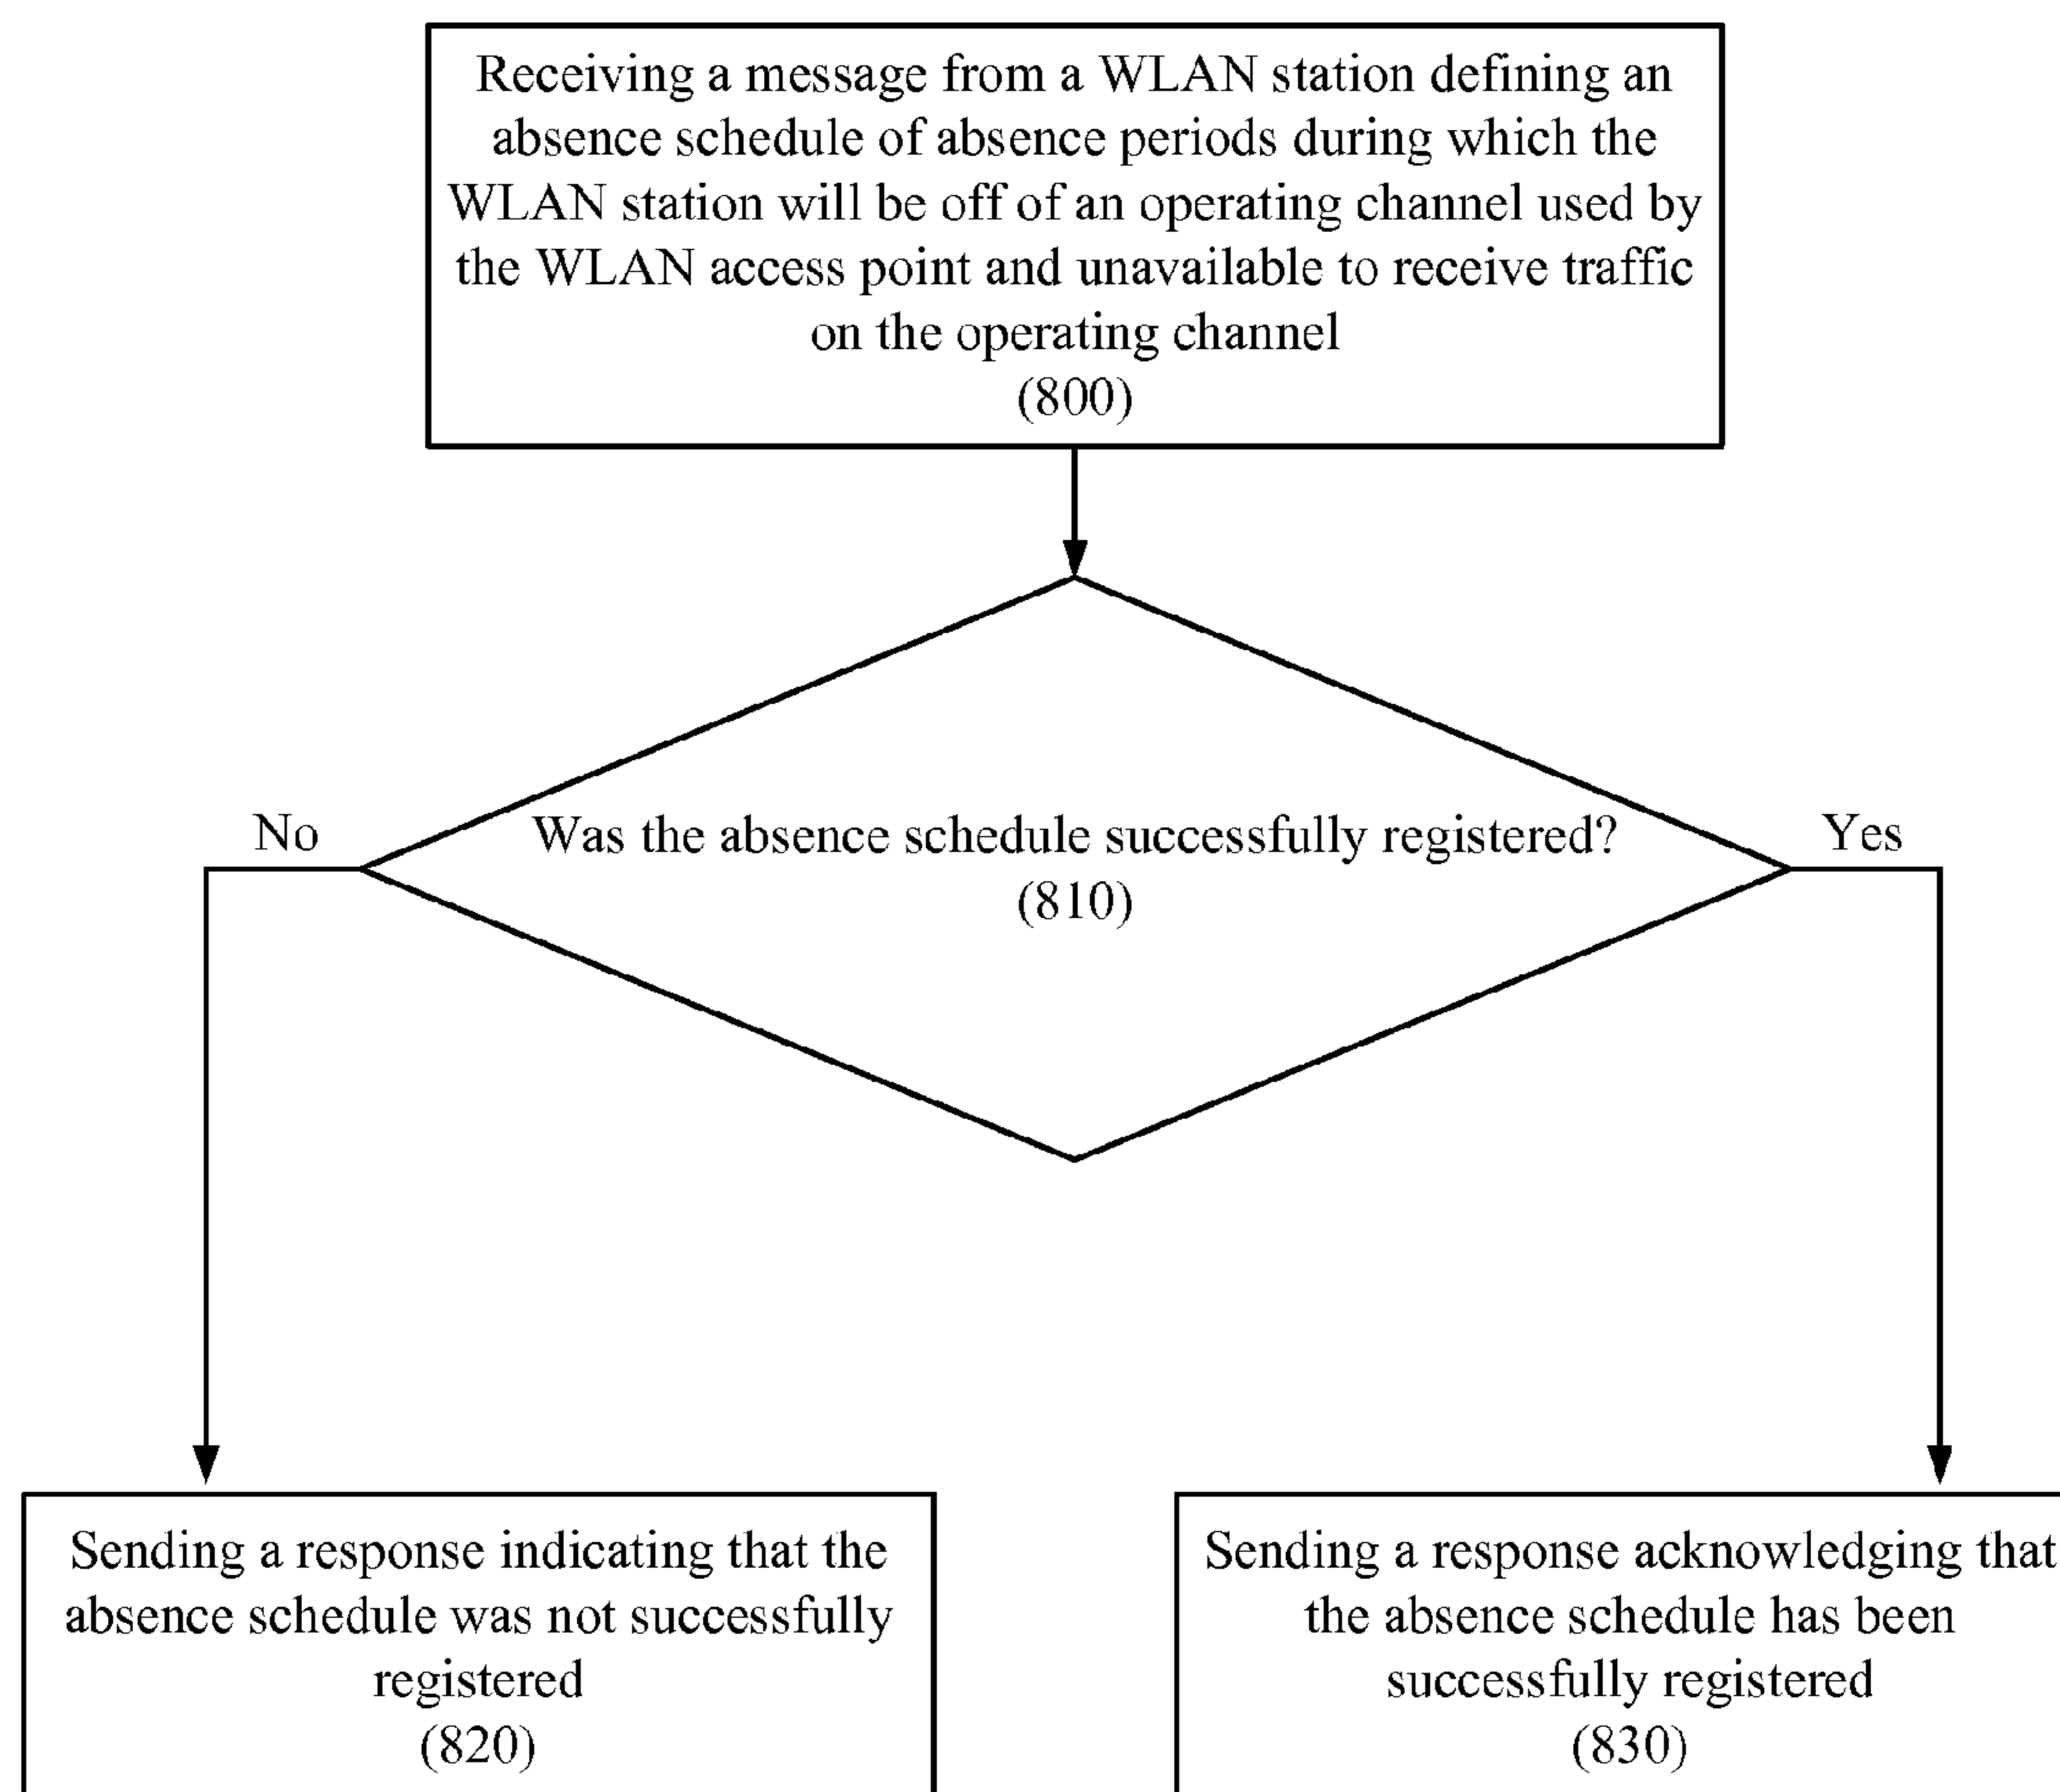 Receiving a message from a WLAN station defining an
absence schedule of absence periods during which the
WLAN station will be off of an operating channel used by
the WLAN access point and unavailable to receive traffic
on the operating channel
(800)
No
Was the absence schedule successfully registered?
Yes
(810)
Sending a response indicating that the
absence schedule was not successfully
registered
(820)
Sending a response acknowledging that
the absence schedule has been
successfully registered
(830)